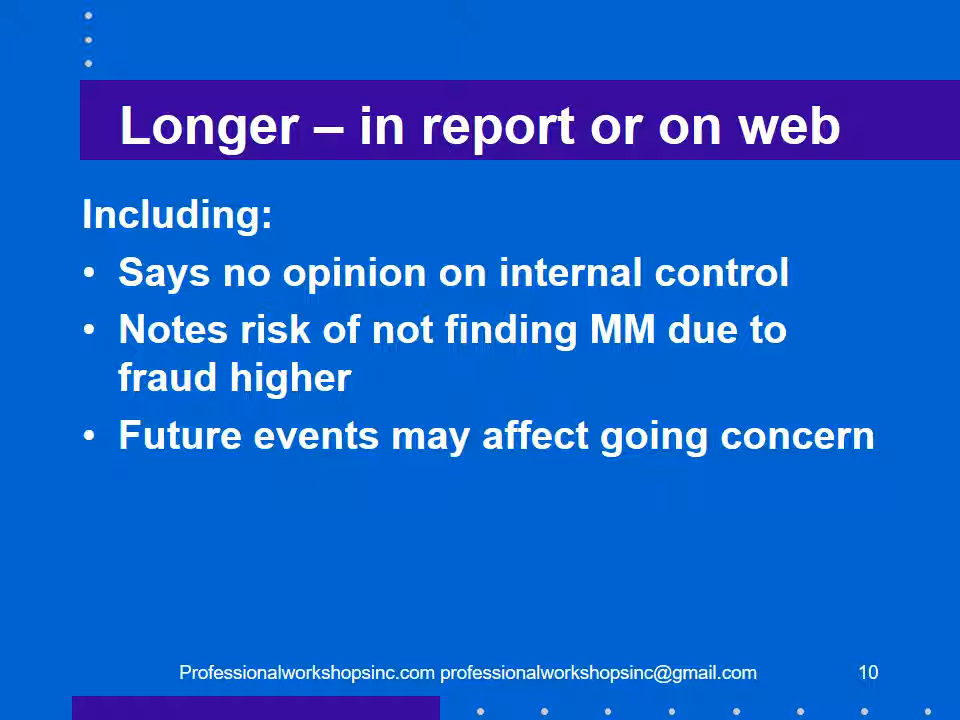 Longer – in report or on web
Including:
• Says no opinion on internal control
• Notes risk of not finding MM due to
fraud higher
• Future events may affect going concern
Professionalworkshopsinc.com professionalworkshopsinc@gmail.com 10